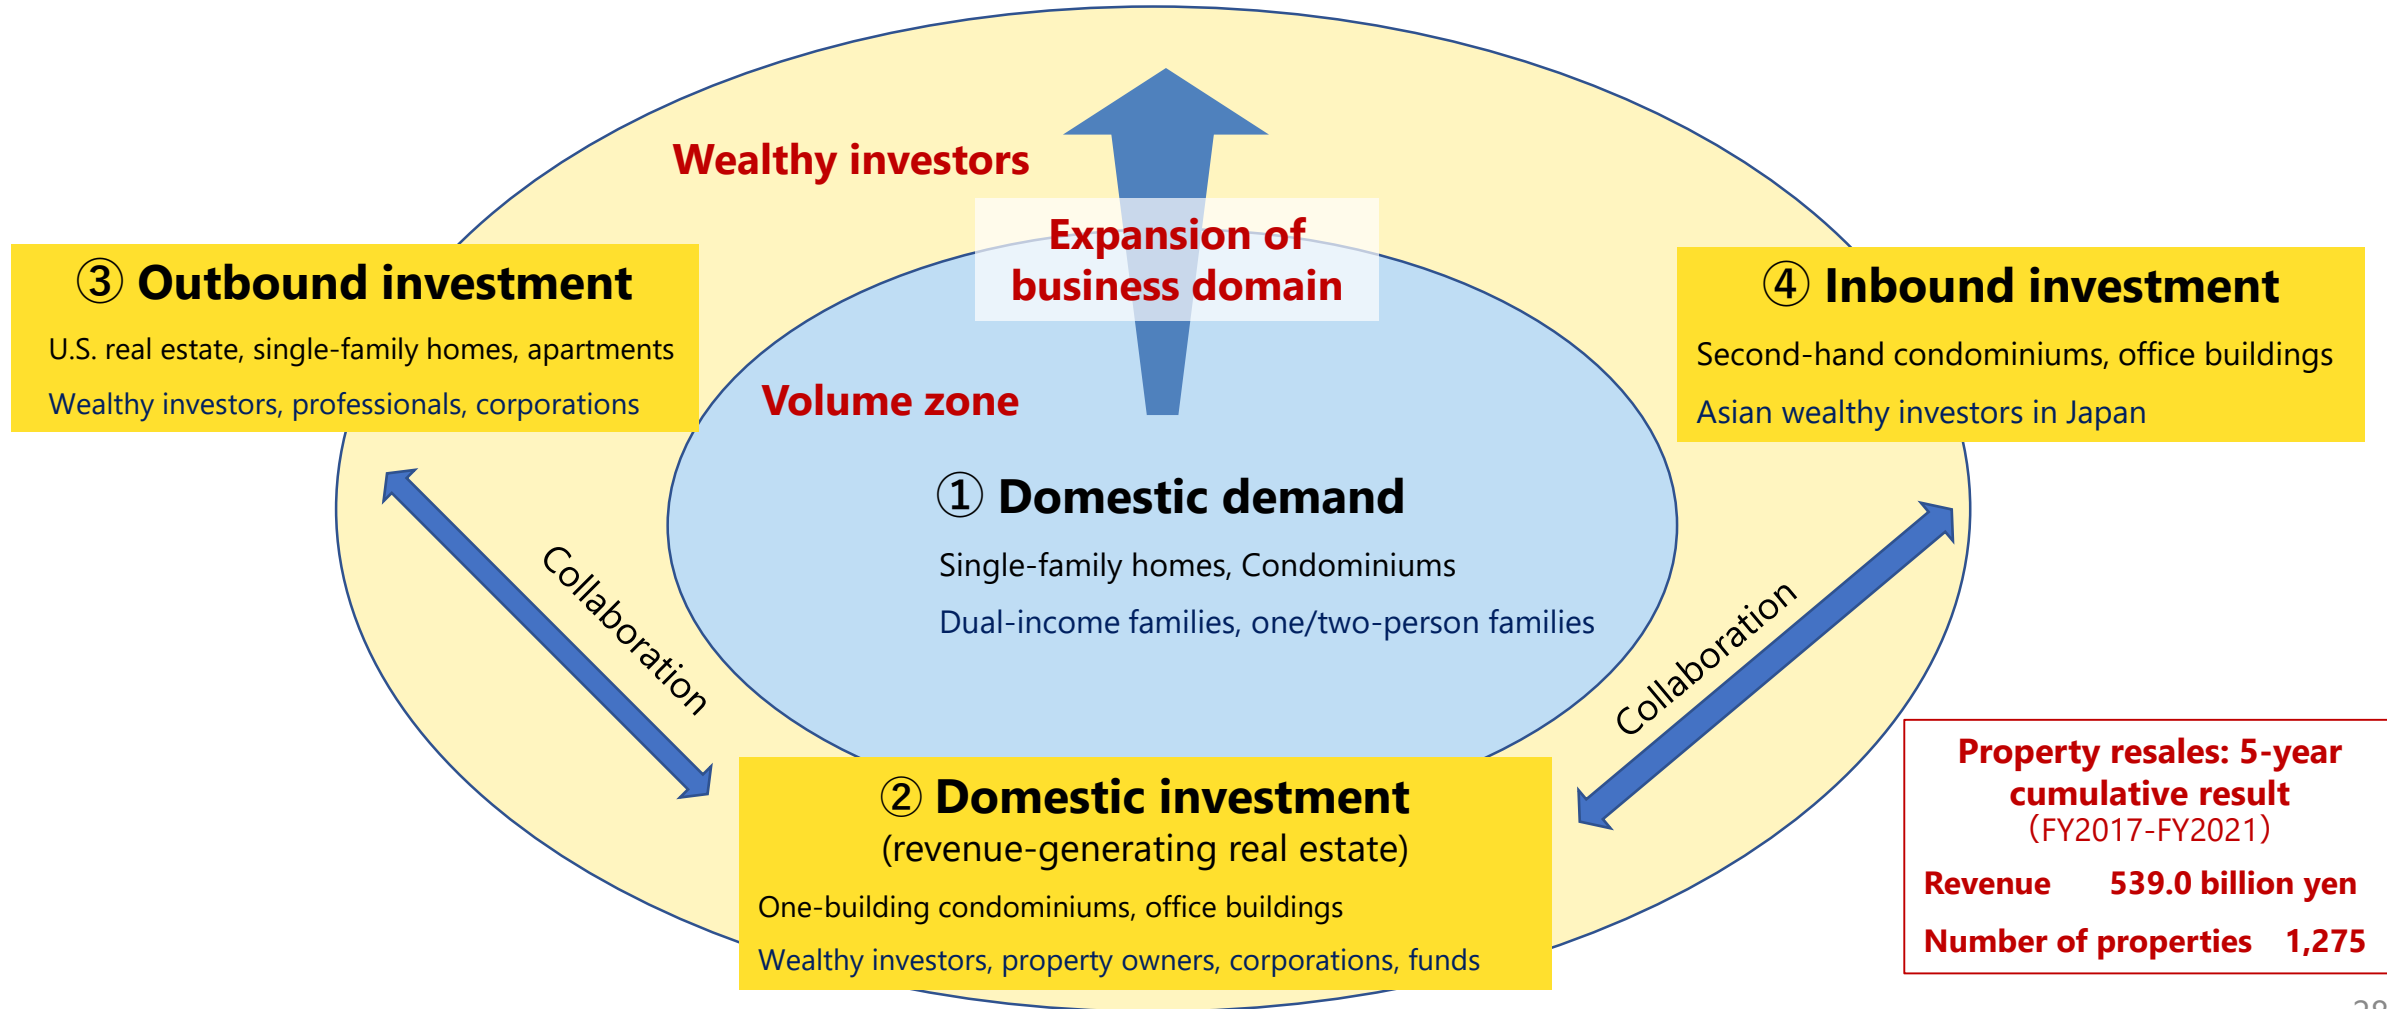 Wealthy investors
Expansion of
business domain
③ Outbound investment
U.S. real estate, single-family homes, apartments
Wealthy investors, professionals, corporations
④ Inbound investment
Second-hand condominiums, office buildings
Asian wealthy investors in Japan
Volume zone
① Domestic demand
Single-family homes, Condominiums
Dual-income families, one/two-person families
Collaboration
Collaboration
② Domestic investment
(revenue-generating real estate)
One-building condominiums, office buildings
Wealthy investors, property owners, corporations, funds
Property resales: 5-year
cumulative result
（FY2017-FY2021）
Revenue 539.0 billion yen
Number of properties 1,275